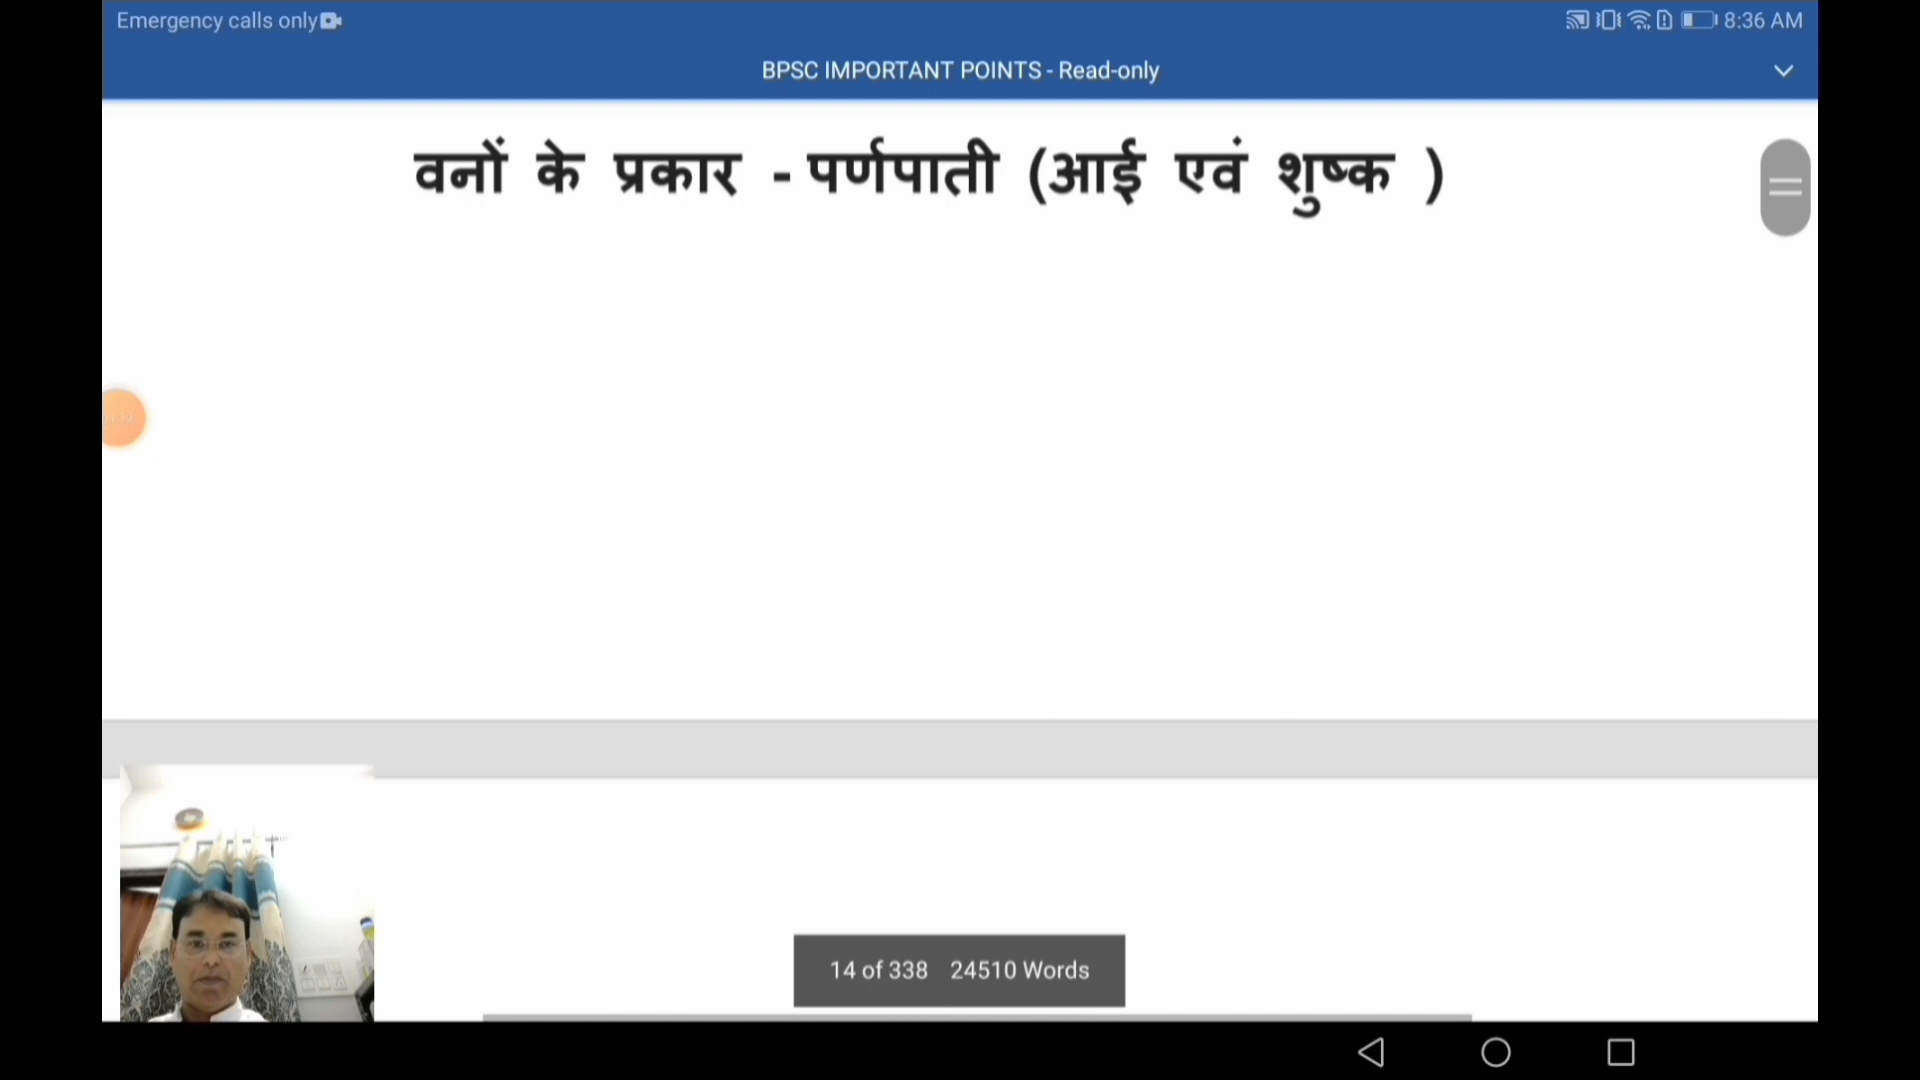 Emergency calls only
8:36 AM
BPSC IMPORTANT POINTS - Read-only
वनों के प्रकार - पर्णपाती (आई एवं शुष्क )
14 of 338 24510 Words